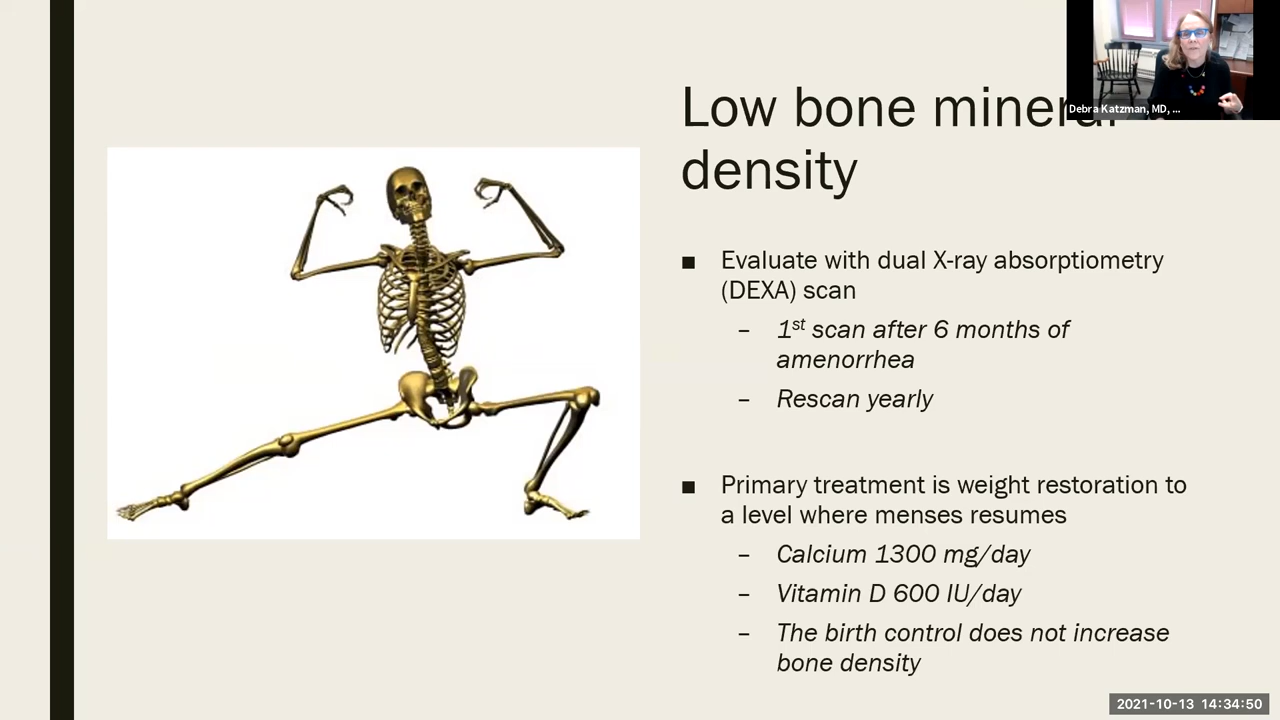 Debra Katzman, MD, ...
Low bone mineral
density
■ Evaluate with dual X-ray absorptiometry
(DEXA) scan
– 1st scan after 6 months of
amenorrhea
– Rescan yearly
■ Primary treatment is weight restoration to
a level where menses resumes
– Calcium 1300 mg/day
– Vitamin D 600 IU/day
– The birth control does not increase
bone density
2021-10-13 14:34:50